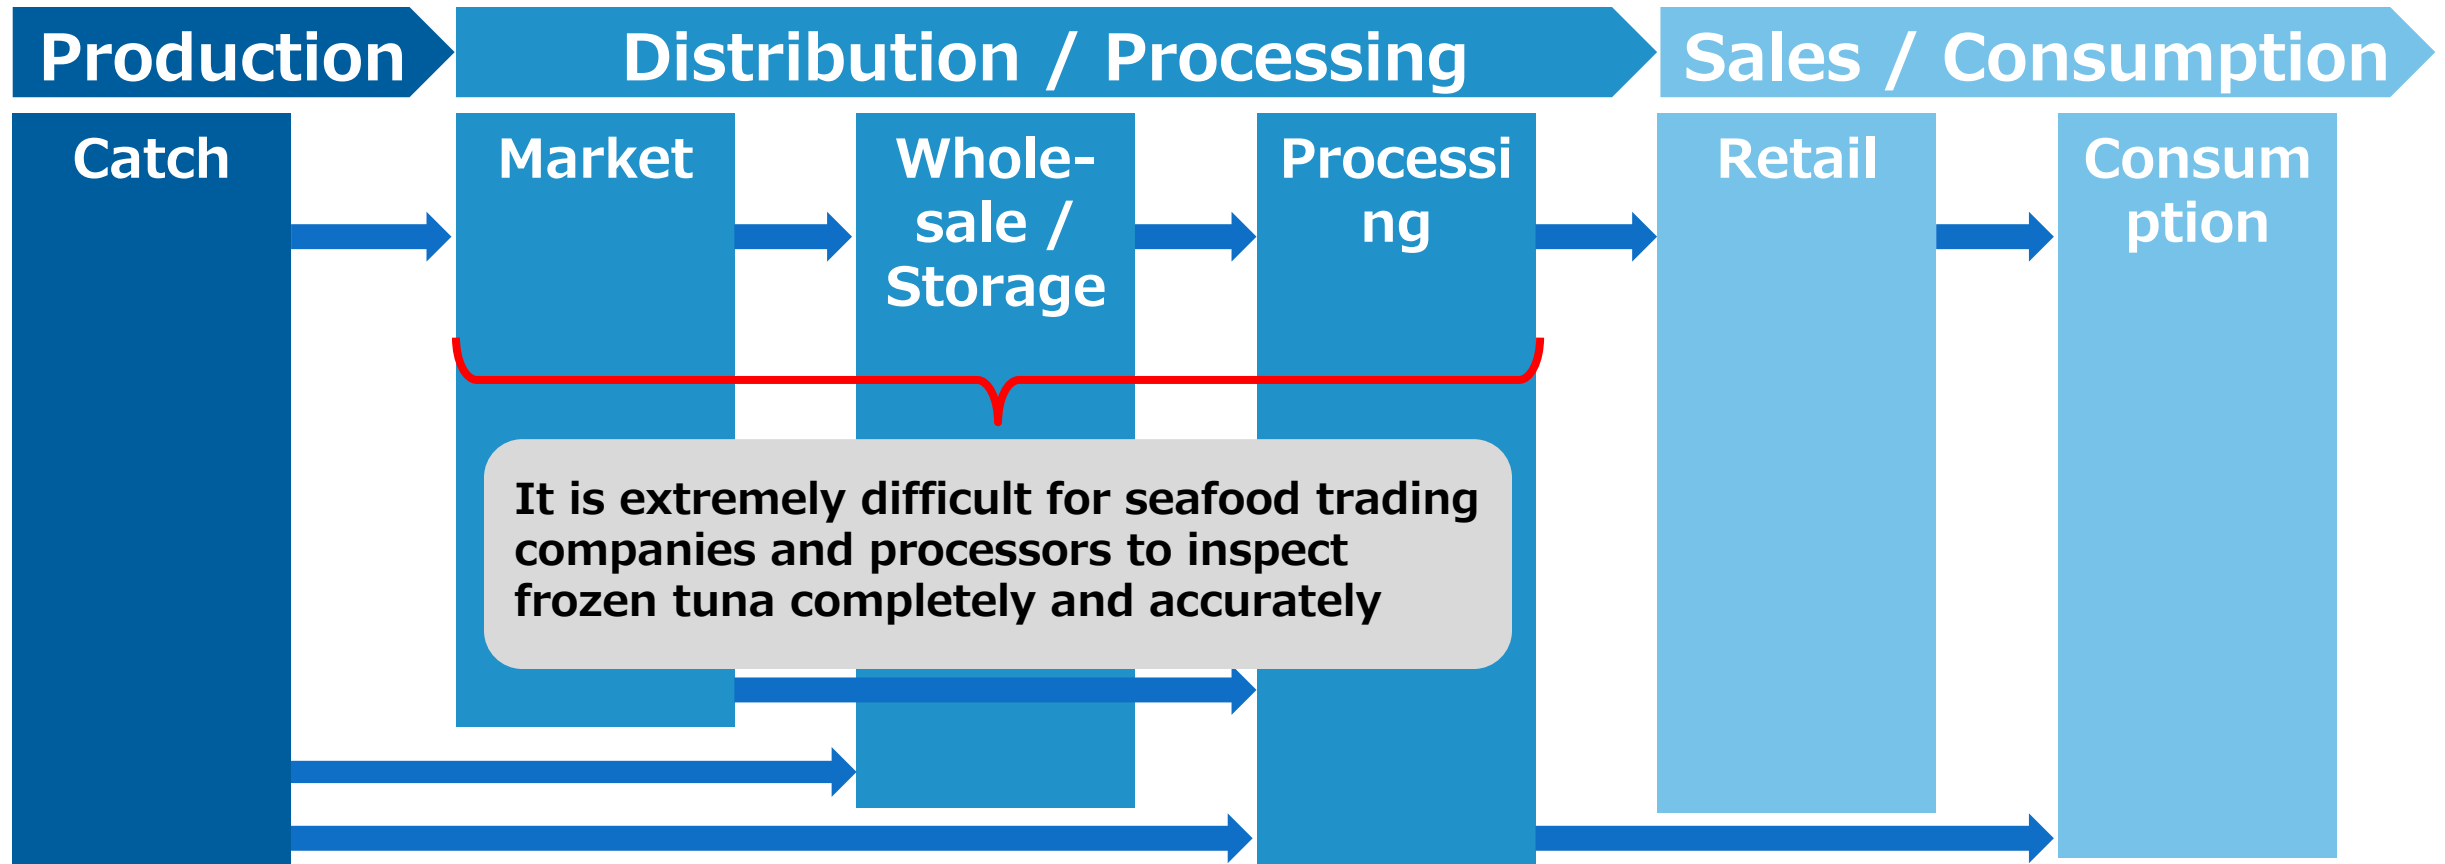 Production
Distribution / Processing
Sales / Consumption
Catch
Market
Whole-
sale /
Storage
Processi
ng
Retail
Consum
ption
It is extremely difficult for seafood trading
companies and processors to inspect
frozen tuna completely and accurately